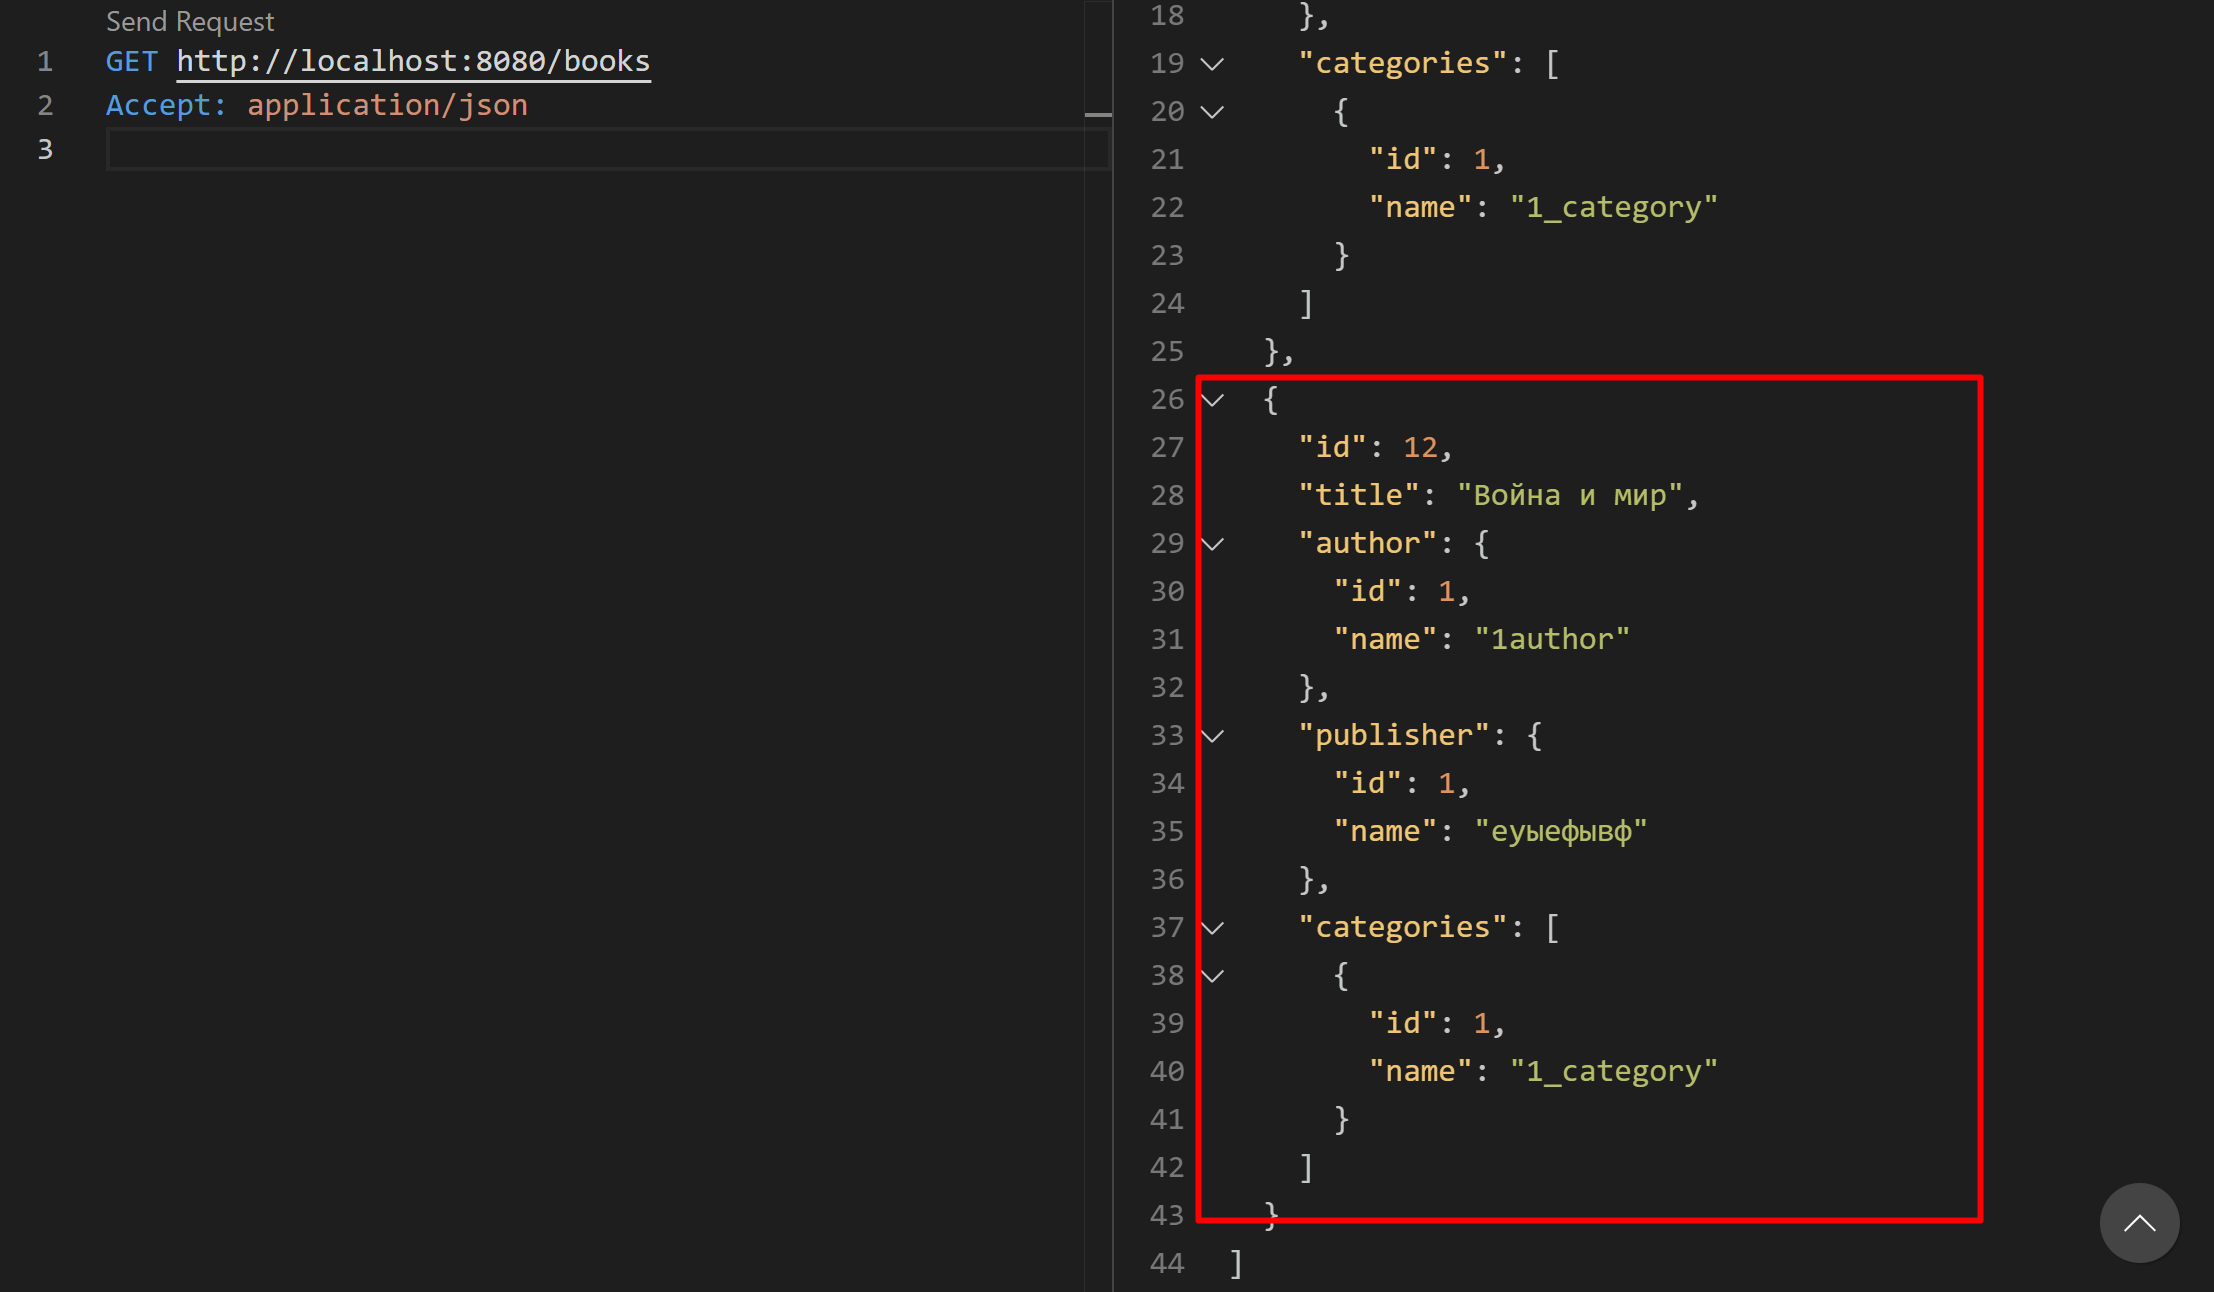 Send Request
1 GET http://localhost:8080/books
2 Accept: application/json
3
18 },
19 "categories": [
20 {
21 "id": 1,
22 "name": "1_category"
23 }
24 ]
25 },
26 {
27 "id": 12,
28 "title": "Война и мир",
29 "author": {
30 "id": 1,
31 "name": "1author"
32 },
33 "publisher": {
34 "id": 1,
35 "name": "еуыефывф"
36 },
37 "categories": [
38 {
39 "id": 1,
40 "name": "1_category"
41 }
42 ]
43 }
44 ]